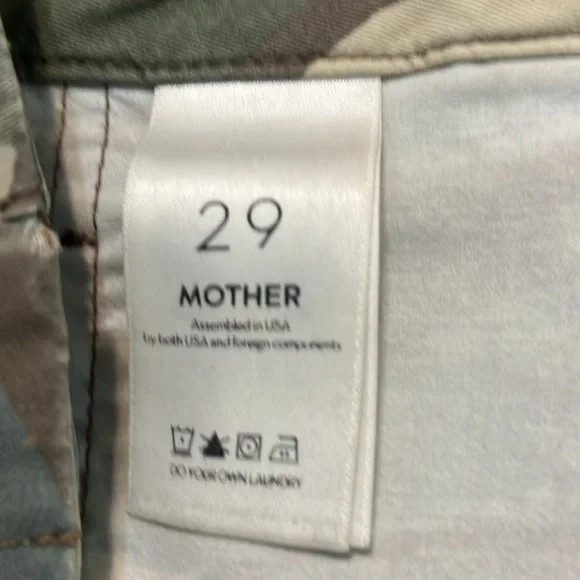 29
MOTHER
Assembled in USA
by both USA and foreign components
DO YOUR OWN LAUNDRY